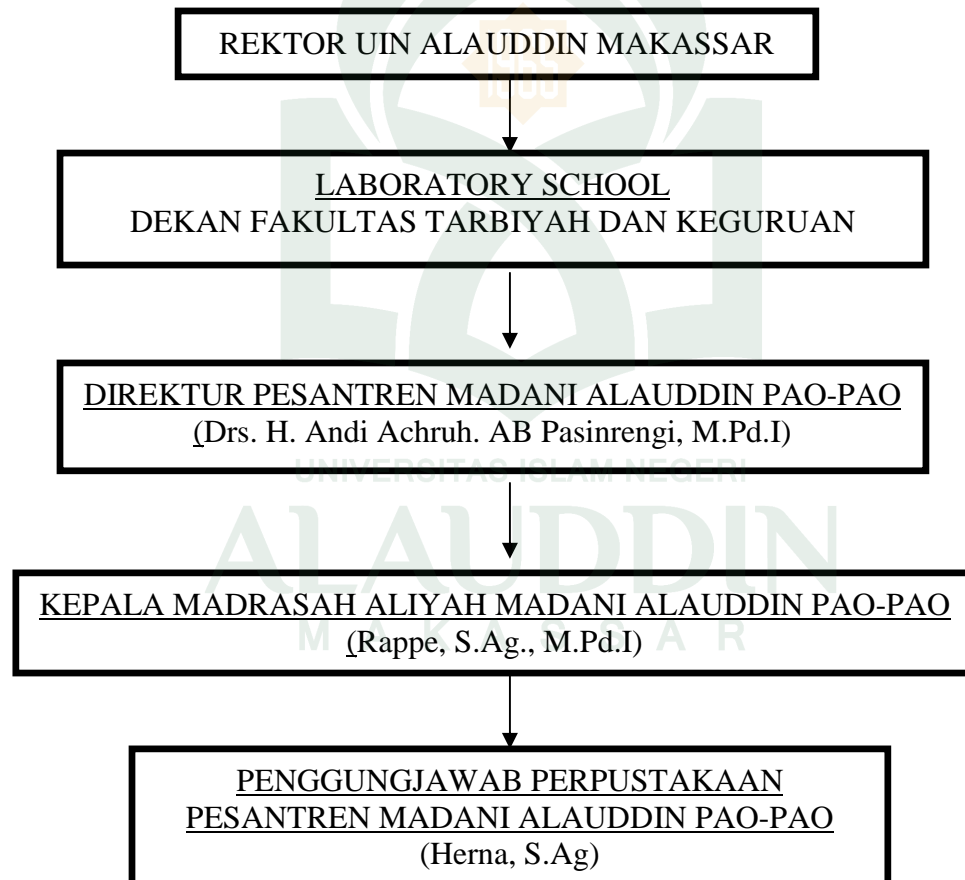 REKTOR UIN ALAUDDIN MAKASSAR
1965
LABORATORY SCHOOL
DEKAN FAKULTAS TARBIYAH DAN KEGURUAN
DIREKTUR PESANTREN MADANI ALAUDDIN PAO-PAO
(Drs. H. Andi Achruh. AB Pasinrengi, M.Pd.I)
UNIVERSITAS ISLAM NEGERI
ALAUDDIN
KEPALA MADRASAH ALIYAH MADANI ALAUDDIN PAO-PAO
MAKASSAR
(Rappe, S.Ag., M.Pd.I)
PENGGUNGJAWAB PERPUSTAKAAN
PESANTREN MADANI ALAUDDIN PAO-PAO
(Herna, S.Ag)